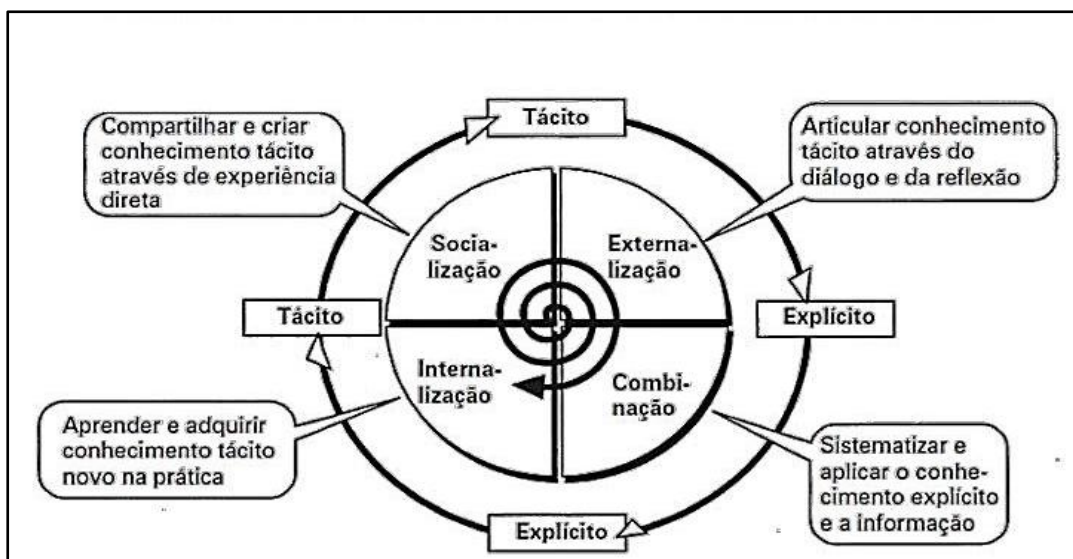 Tácito
Compartilhar e criar
conhecimento tácito
através de experiência
direta
Articular conhecimento
tácito através do
diálogo e da reflexão
Socia-
lização
Externa-
lização
Tácito
Explícito
Interna-
lização
Combi-
nação
Aprender e adquirir
conhecimento tácito
novo na prática
Sistematizar e
aplicar o conhe-
cimento explícito
e a informação
Explícito